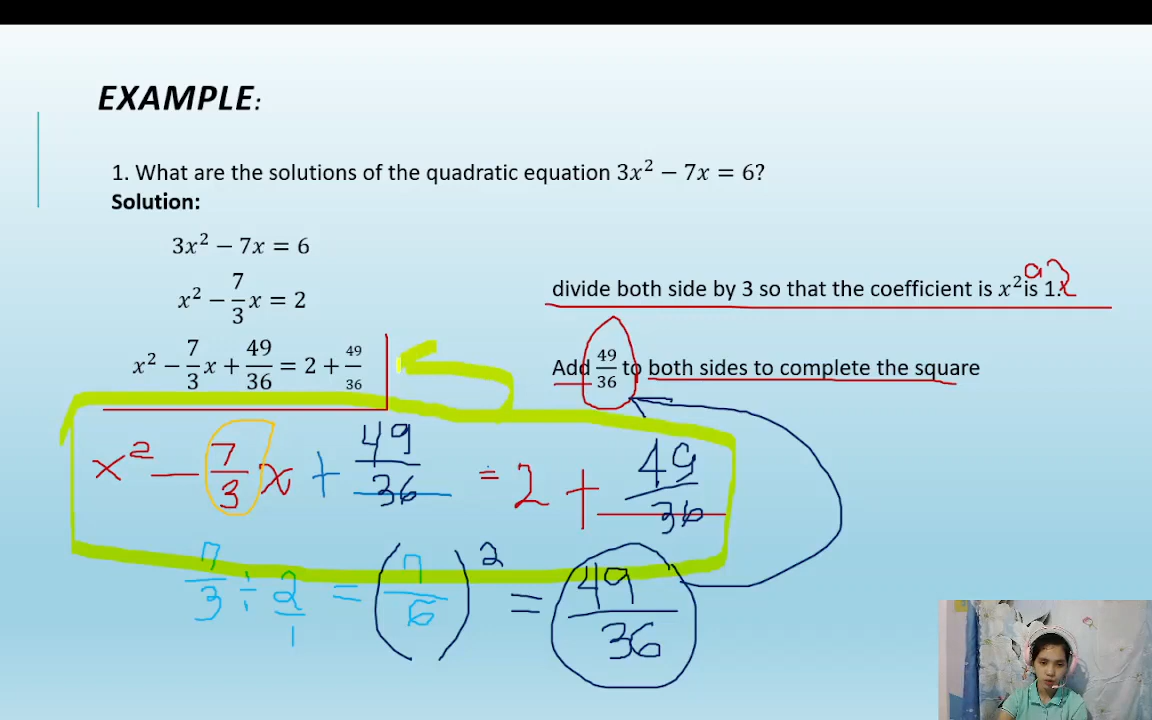 EXAMPLE:
1. What are the solutions of the quadratic equation 3x² − 7x = 6?
Solution:
3x² − 7x = 6
x² − 7/3 x = 2
divide both side by 3 so that the coefficient is x² is 1.
x² − 7/3 x + 49/36 = 2 + 49/36
Add 49/36 to both sides to complete the square
x² − 7/3 x + 49/36 = 2 + 49/36
7/3 ÷ 2/1 = (7/6)² = 49/36